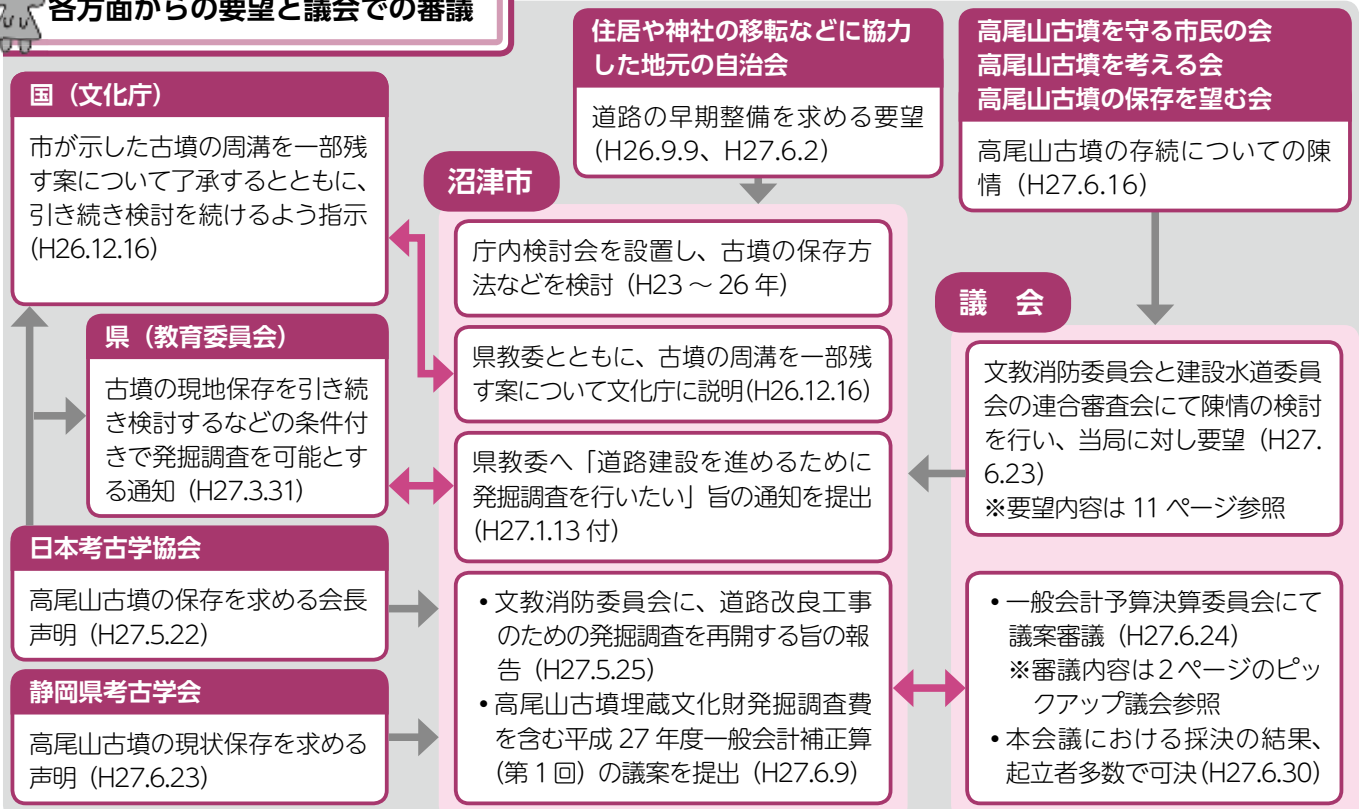 各方面からの要望と議会での審議
国（文化庁）
市が示した古墳の周溝を一部残
す案について了承するとともに、
引き続き検討を続けるよう指示
(H26.12.16)
県（教育委員会）
古墳の現地保存を引き続
き検討するなどの条件付
きで発掘調査を可能とす
る通知（H27.3.31）
日本考古学協会
高尾山古墳の保存を求める会長
声明（H27.5.22）
静岡県考古学会
高尾山古墳の現状保存を求める
声明（H27.6.23）
住居や神社の移転などに協力
した地元の自治会
道路の早期整備を求める要望
（H26.9.9、H27.6.2）
沼津市
庁内検討会を設置し、古墳の保存方
法などを検討（H23 ～ 26 年）
県教委とともに、古墳の周溝を一部残
す案について文化庁に説明(H26.12.16)
県教委へ「道路建設を進めるために
発掘調査を行いたい」旨の通知を提出
(H27.1.13 付)
•文教消防委員会に、道路改良工事
のための発掘調査を再開する旨の報
告（H27.5.25）
•高尾山古墳埋蔵文化財発掘調査費
を含む平成 27 年度一般会計補正算
（第１回）の議案を提出（H27.6.9）
高尾山古墳を守る市民の会
高尾山古墳を考える会
高尾山古墳の保存を望む会
高尾山古墳の存続についての陳
情（H27.6.16）
議　会
文教消防委員会と建設水道委員
会の連合審査会にて陳情の検討
を行い、当局に対し要望（H27.
6.23）
※要望内容は 11 ページ参照
•一般会計予算決算委員会にて
議案審議（H27.6.24）
※審議内容は２ページのピッ
クアップ議会参照
•本会議における採決の結果、
起立者多数で可決(H27.6.30)